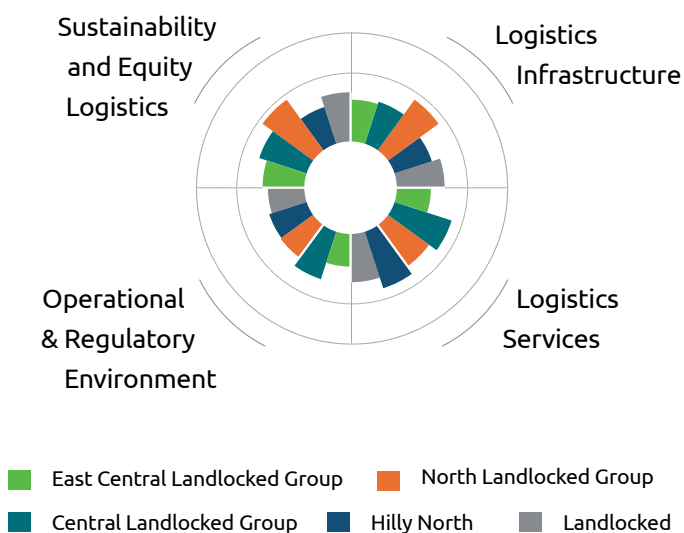 Sustainability
and Equity
Logistics
Logistics
Infrastructure
Operational
& Regulatory
Environment
Logistics
Services
East Central Landlocked Group
North Landlocked Group
Central Landlocked Group
Hilly North
Landlocked